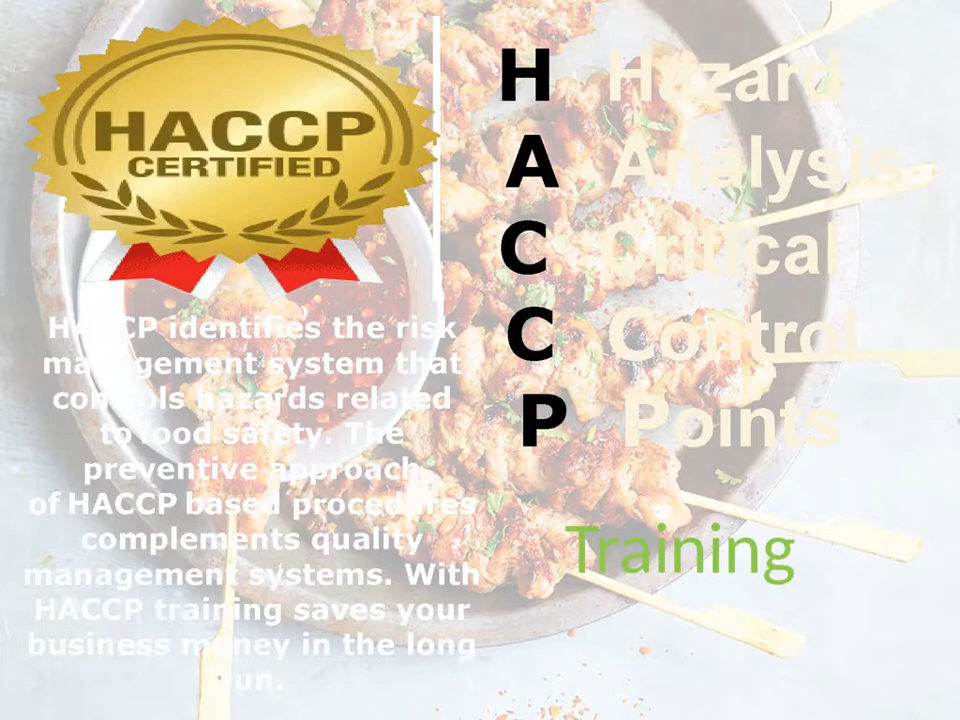 HACCP
CERTIFIED
HACCP identifies the risk
management system that
controls hazards related
to food safety. The
preventive approach
of HACCP based procedures
complements quality
management systems. With
HACCP training saves your
business money in the long
run.
H Hazard
A Analysis
C Critical
C Control
P Points
Training